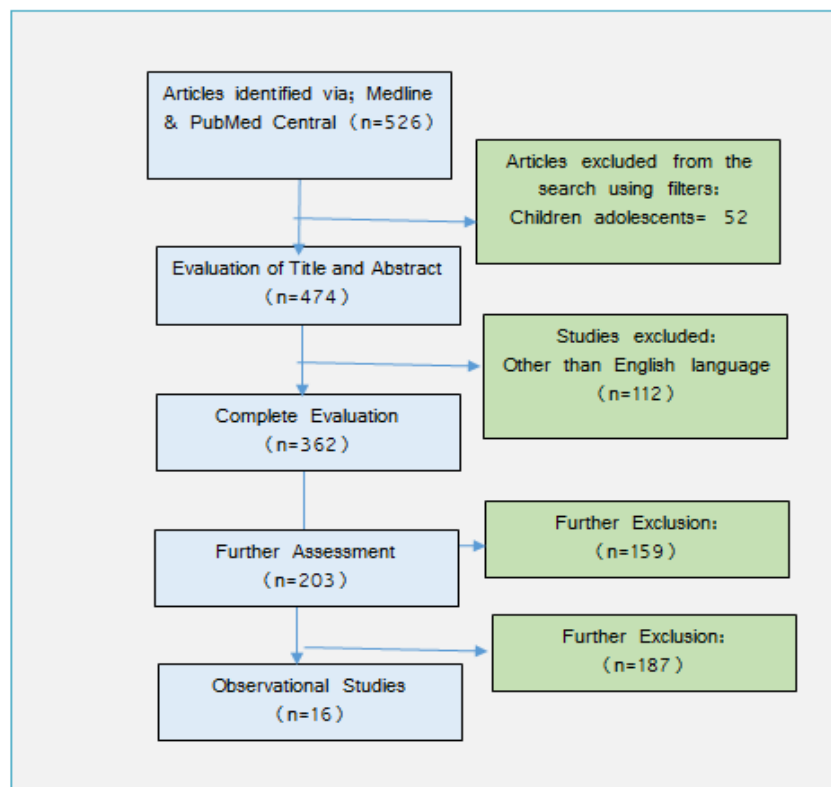 Articles identified via; Medline
& PubMed Central (n=526)
Articles excluded from the
search using filters:
Children adolescents= 52
Evaluation of Title and Abstract
(n=474)
Studies excluded:
Other than English language
(n=112)
Complete Evaluation
(n=362)
Further Exclusion:
(n=159)
Further Assessment
(n=203)
Further Exclusion:
(n=187)
Observational Studies
(n=16)